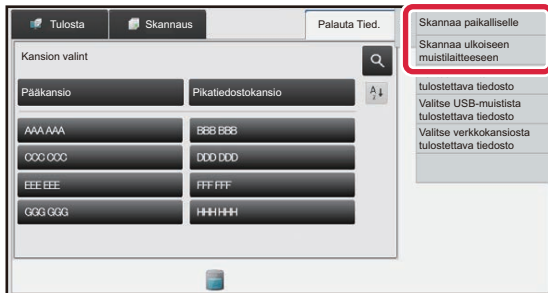 Tulosta
Skannaus
Palauta Tied.
Kansion valint
Pääkansio
Pikatiedostokansio
AAA AAA
BBB BBB
CCC CCC
DDD DDD
EEE EEE
FFF FFF
GGG GGG
HHH HHH
Skannaa paikalliselle
Skannaa ulkoiseen
muistilaitteeseen
tulostettava tiedosto
Valitse USB-muistista
tulostettava tiedosto
Valitse verkkokansiosta
tulostettava tiedosto